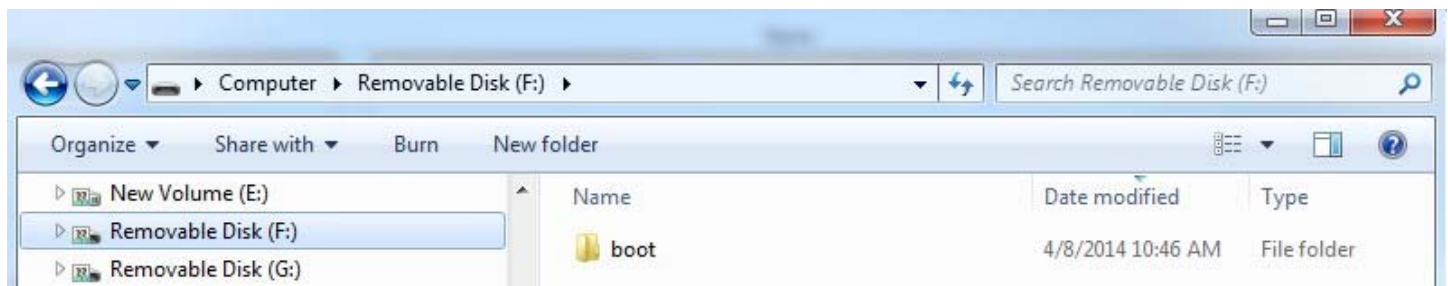 Computer Removable Disk (F:) Search Removable Disk (F:)
Organize Share with Burn New folder
New Volume (E:) Name Date modified Type
Removable Disk (F:)
boot 4/8/2014 10:46 AM File folder
Removable Disk (G:)